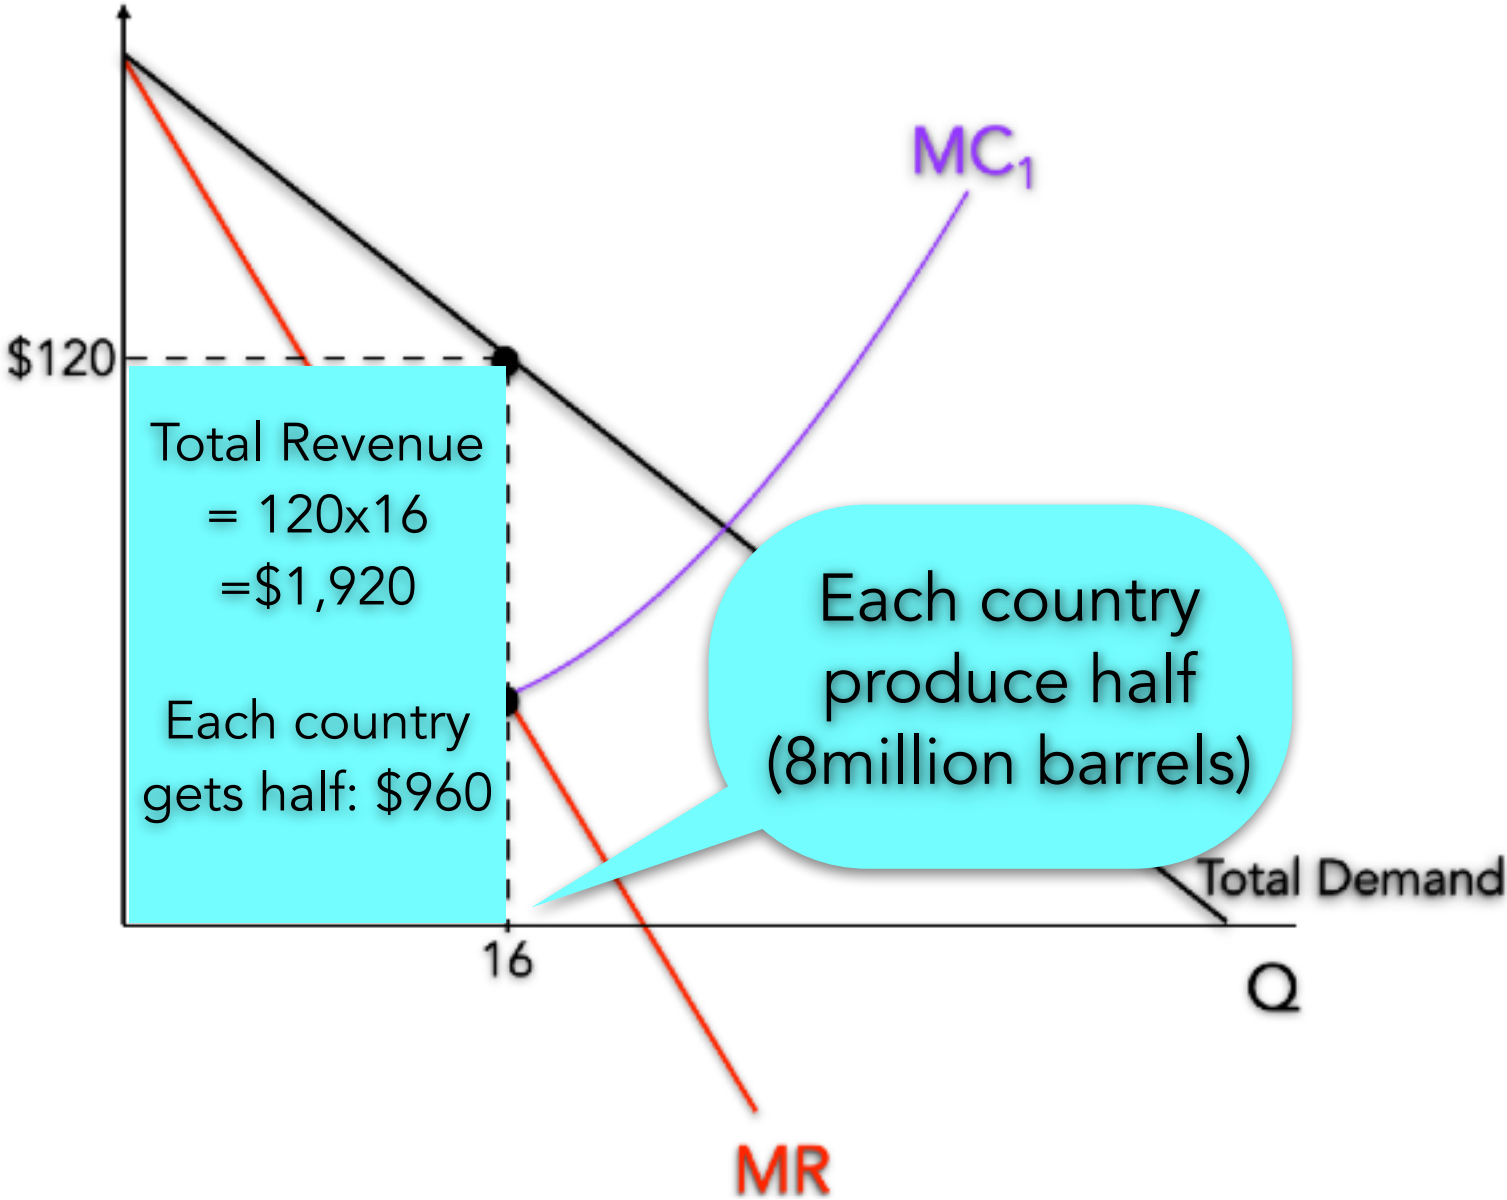 MC₁
$120
Total Revenue
= 120x16
=$1,920
Each country
gets half: $960
Each country
produce half
(8million barrels)
Total Demand
16
Q
MR